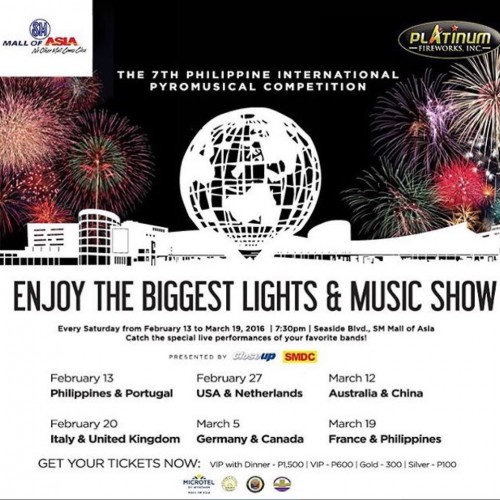 SM
MALL OF ASIA
PLATINUM
FIREWORKS, INC.
THE 7TH PHILIPPINE INTERNATIONAL
PYROMUSICAL COMPETITION
ENJOY THE BIGGEST LIGHTS & MUSIC SHOW
Every Saturday from February 13 to March 19, 2016 | 7:30pm | Seaside Blvd., SM Mall of Asia
Catch the special live performances of your favorite bands!
PRESENTED BY closeup SMDC
February 13
Philippines & Portugal
February 27
USA & Netherlands
March 12
Australia & China
February 20
Italy & United Kingdom
March 5
Germany & Canada
March 19
France & Philippines
GET YOUR TICKETS NOW: VIP with Dinner - P1,500 | VIP - P600 | Gold - 300 | Silver - P100
MICROTEL
BY WYNDHAM
MALL OF ASIA